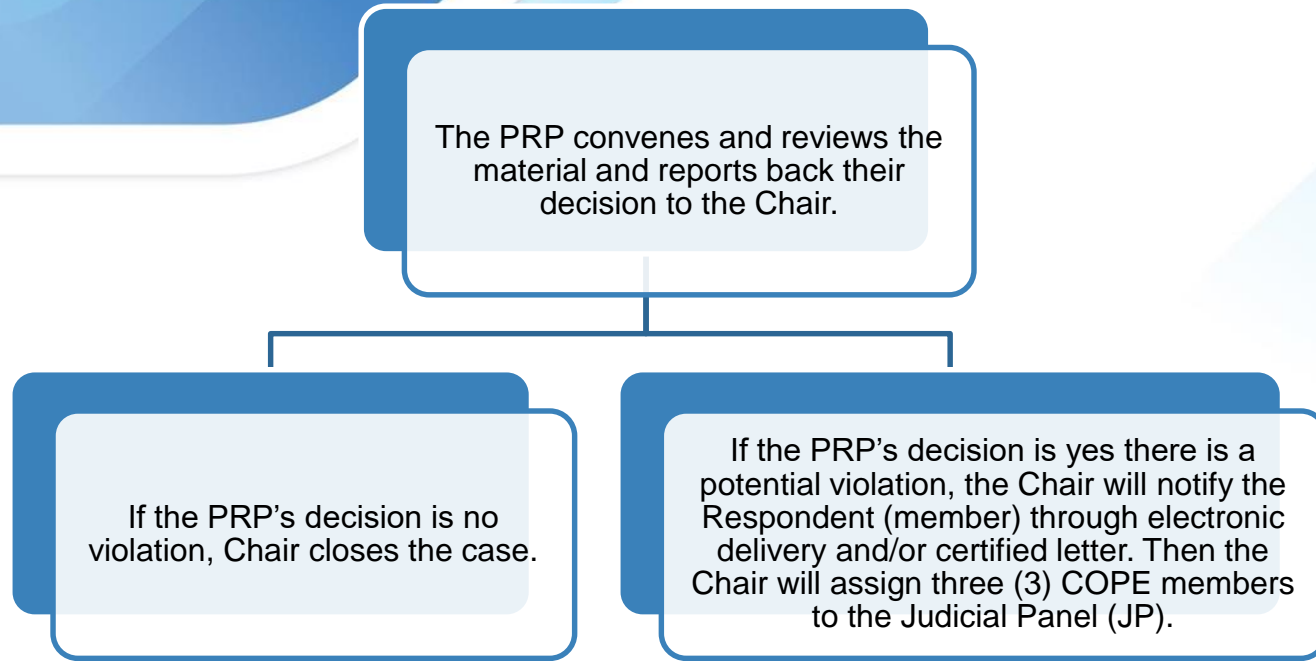 The PRP convenes and reviews the
material and reports back their
decision to the Chair.
If the PRP’s decision is no
violation, Chair closes the case.
If the PRP’s decision is yes there is a
potential violation, the Chair will notify the
Respondent (member) through electronic
delivery and/or certified letter. Then the
Chair will assign three (3) COPE members
to the Judicial Panel (JP).